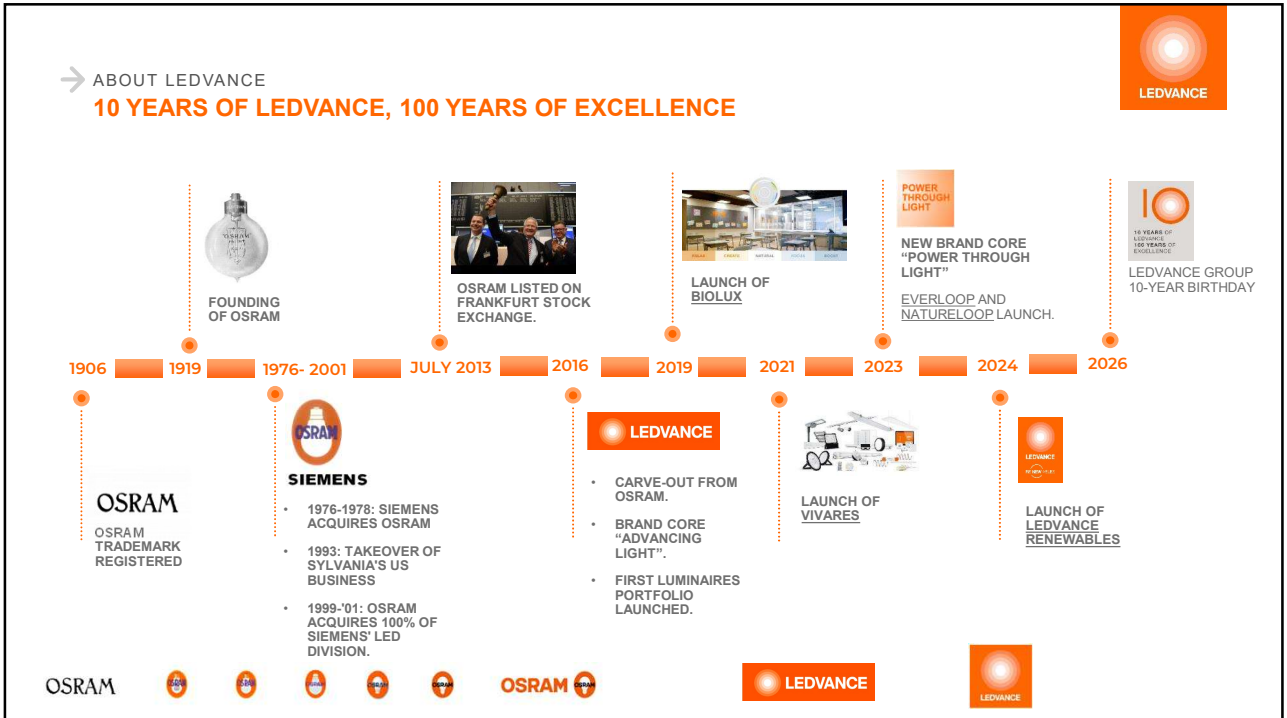 LEDVANCE
ABOUT LEDVANCE
10 YEARS OF LEDVANCE, 100 YEARS OF EXCELLENCE
OSRAM
FOUNDING
OF OSRAM
OSRAM LISTED ON
FRANKFURT STOCK
EXCHANGE.
LAUNCH OF
BIOLUX
POWER
THROUGH
LIGHT
NEW BRAND CORE
“POWER THROUGH
LIGHT”
EVERLOOP AND
NATURELOOP LAUNCH.
10
10 YEARS OF
LEDVANCE
100 YEARS OF
EXCELLENCE
LEDVANCE GROUP
10-YEAR BIRTHDAY
1906 1919 1976- 2001 JULY 2013 2016 2019 2021 2023 2024 2026
OSRAM
OSRAM
TRADEMARK
REGISTERED
OSRAM
SIEMENS
• 1976-1978: SIEMENS
ACQUIRES OSRAM
• 1993: TAKEOVER OF
SYLVANIA'S US
BUSINESS
• 1999-'01: OSRAM
ACQUIRES 100% OF
SIEMENS' LED
DIVISION.
LEDVANCE
• CARVE-OUT FROM
OSRAM.
• BRAND CORE
“ADVANCING
LIGHT”.
• FIRST LUMINAIRES
PORTFOLIO
LAUNCHED.
LAUNCH OF
VIVARES
LEDVANCE
LAUNCH OF
LEDVANCE
RENEWABLES
OSRAM OSRAM OSRAM OSRAM OSRAM OSRAM OSRAM OSRAM LEDVANCE LEDVANCE